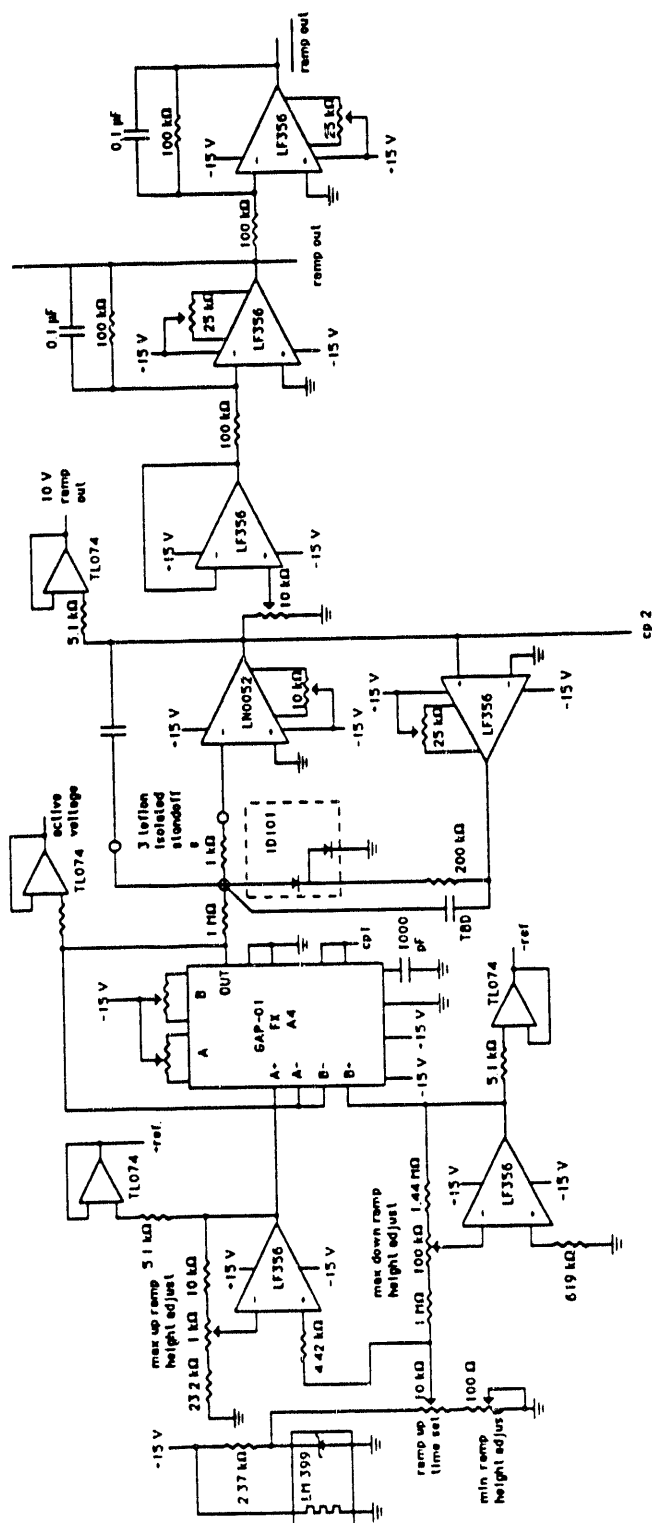 -15 V
2 37 kΩ
LM 399
ramp up
time set
10 kΩ
100 Ω
min ramp
height adjust
max up ramp
height adjust
23 2 kΩ
1 kΩ
10 kΩ
5.1 kΩ
TL074
-ref.
-15 V
LF356
-15 V
4.42 kΩ
max down ramp
height adjust
1 MΩ
100 kΩ
1.44 MΩ
-15 V
LF356
-15 V
619 kΩ
5.1 kΩ
TL074
-ref
-15 V
A
B
A+
A-
B-
B+
OUT
GAP-01
FX
A4
-15 V
-15 V
cp1
1000
pF
TL074
active
voltage
1 MΩ
1 kΩ
3 teflon
isolated
standoff
s
ID101
TBD
200 kΩ
-15 V
LN0052
10 kΩ
-15 V
-15 V
25 kΩ
LF356
-15 V
cp 2
5.1 kΩ
TL074
10 V
ramp
out
10 kΩ
-15 V
LF356
-15 V
100 kΩ
0.1 µF
100 kΩ
-15 V
25 kΩ
LF356
-15 V
ramp out
100 kΩ
0.1 µF
100 kΩ
-15 V
LF356
25 kΩ
-15 V
ramp out